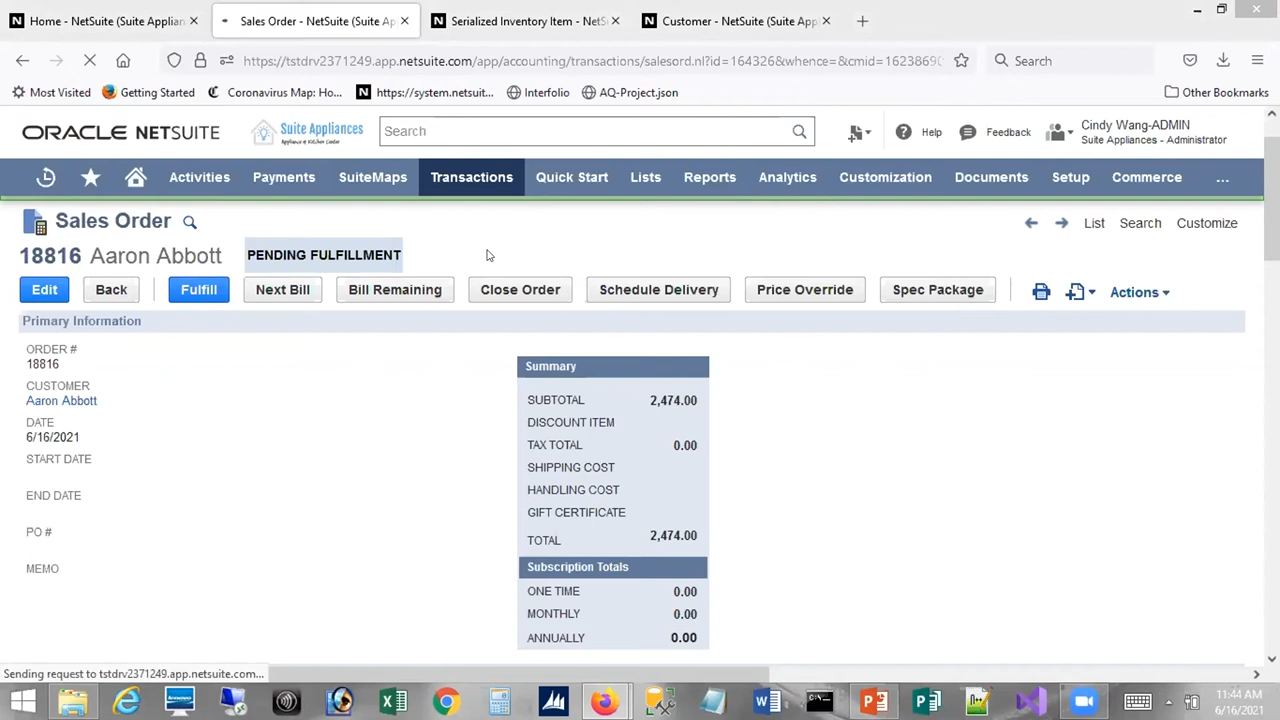 Home - NetSuite (Suite Applian
Sales Order - NetSuite (Suite Ap
Serialized Inventory Item - NetS
Customer - NetSuite (Suite App
https://tstdrv2371249.app.netsuite.com/app/accounting/transactions/salesord.nl?id=164326&whence=&cmid=16238690
Search
Most Visited
Getting Started
Coronavirus Map: Ho...
https://system.netsuit...
Interfolio
AQ-Project.json
Other Bookmarks
ORACLE NETSUITE
Suite Appliances
Appliance & Kitchen Center
Search
Help
Feedback
Cindy Wang-ADMIN
Suite Appliances - Administrator
Activities
Payments
SuiteMaps
Transactions
Quick Start
Lists
Reports
Analytics
Customization
Documents
Setup
Commerce
...
Sales Order
List
Search
Customize
18816 Aaron Abbott
PENDING FULFILLMENT
Edit
Back
Fulfill
Next Bill
Bill Remaining
Close Order
Schedule Delivery
Price Override
Spec Package
Actions
Primary Information
ORDER #
18816
CUSTOMER
Aaron Abbott
DATE
6/16/2021
START DATE
END DATE
PO #
MEMO
Summary
SUBTOTAL 2,474.00
DISCOUNT ITEM
TAX TOTAL 0.00
SHIPPING COST
HANDLING COST
GIFT CERTIFICATE
TOTAL 2,474.00
Subscription Totals
ONE TIME 0.00
MONTHLY 0.00
ANNUALLY 0.00
Sending request to tstdrv2371249.app.netsuite.com...
11:44 AM
6/16/2021